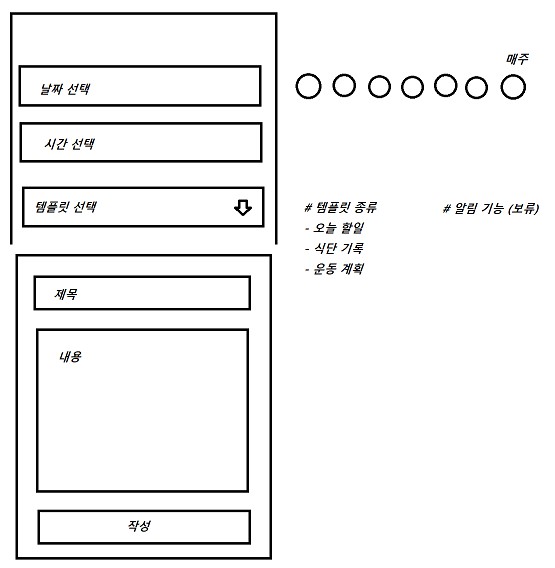 매주
날짜 선택
시간 선택
템플릿 선택
# 템플릿 종류
- 오늘 할일
- 식단 기록
- 운동 계획
# 알림 기능 (보류)
제목
내용
작성